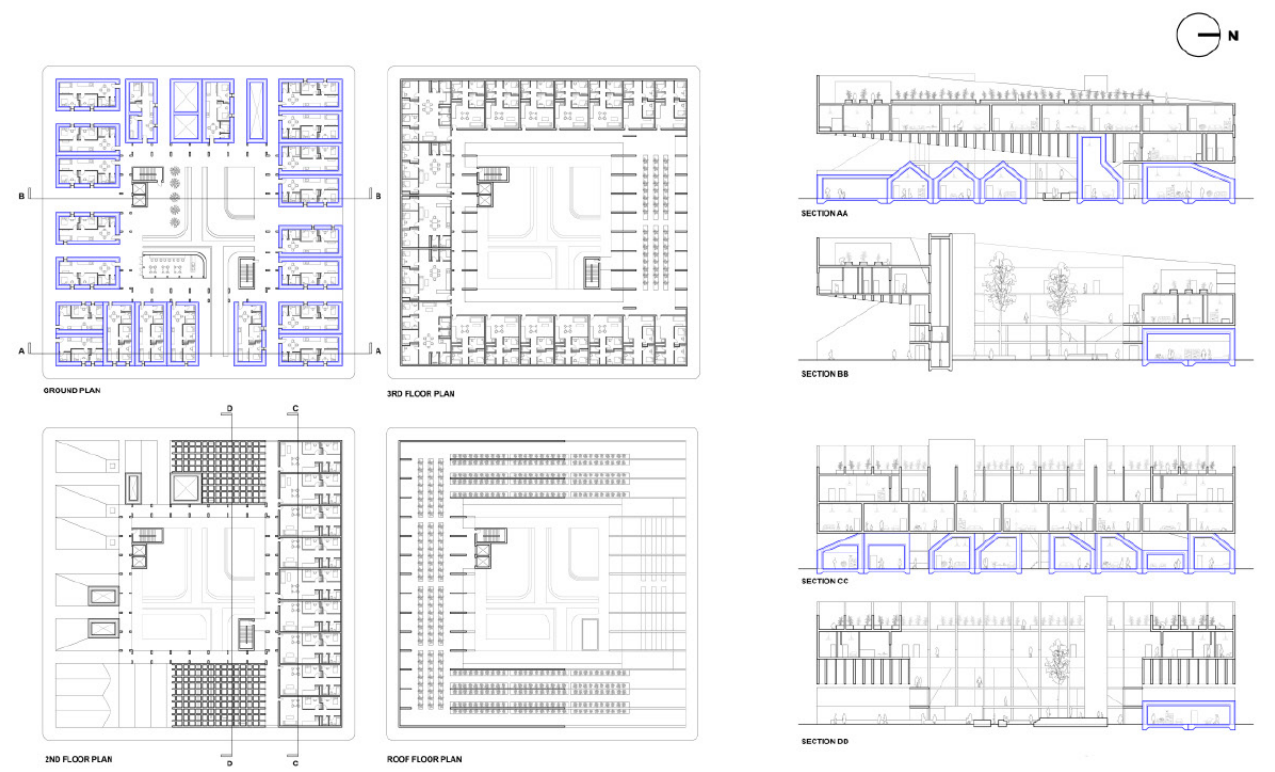 N
B
B
A
A
GROUND PLAN
3RD FLOOR PLAN
D
C
2ND FLOOR PLAN
D
C
ROOF FLOOR PLAN
SECTION AA
SECTION BB
SECTION CC
SECTION DD